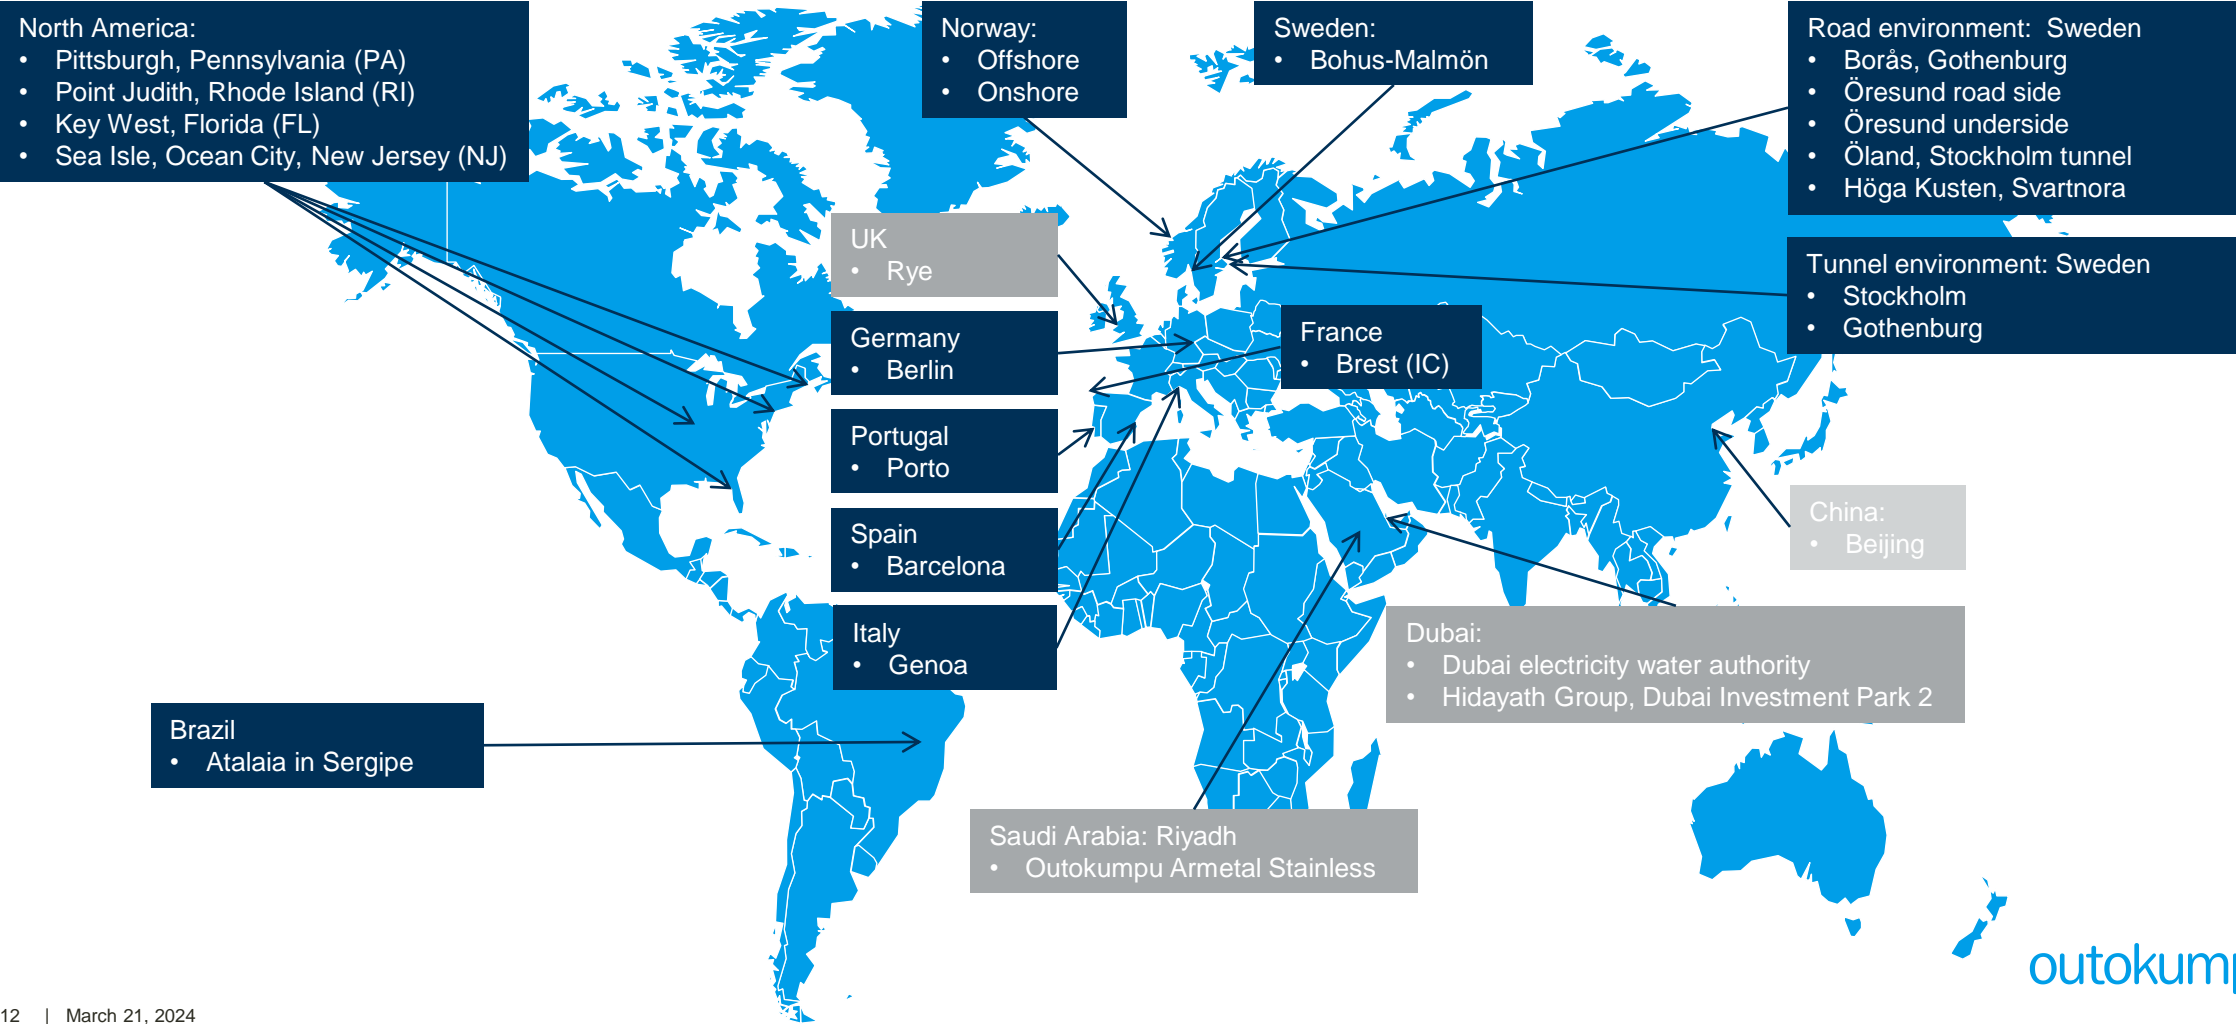 North America:
• Pittsburgh, Pennsylvania (PA)
• Point Judith, Rhode Island (RI)
• Key West, Florida (FL)
• Sea Isle, Ocean City, New Jersey (NJ)
Norway:
• Offshore
• Onshore
Sweden:
• Bohus-Malmön
Road environment: Sweden
• Borås, Gothenburg
• Öresund road side
• Öresund underside
• Öland, Stockholm tunnel
• Höga Kusten, Svartnora
UK
• Rye
Tunnel environment: Sweden
• Stockholm
• Gothenburg
Germany
• Berlin
France
• Brest (IC)
Portugal
• Porto
China:
• Beijing
Spain
• Barcelona
Italy
• Genoa
Dubai:
• Dubai electricity water authority
• Hidayath Group, Dubai Investment Park 2
Brazil
• Atalaia in Sergipe
Saudi Arabia: Riyadh
• Outokumpu Armetal Stainless
outokump
12 | March 21, 2024